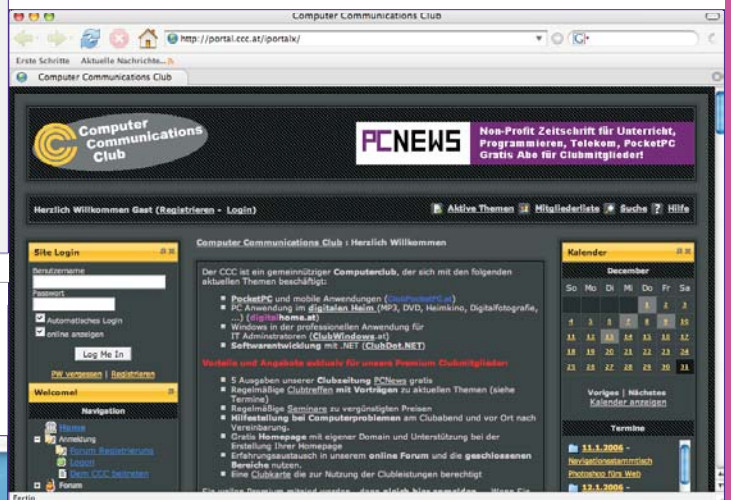 Computer Communications Club
http://portal.ccc.at/iportalx/
G
Erste Schritte Aktuelle Nachrichte...
Computer Communications Club
Computer
Communications
Club
PCNEWS
Non-Profit Zeitschrift für Unterricht,
Programmieren, Telekom, PocketPC
Gratis Abo für Clubmitglieder!
Herzlich Willkommen Gast (Registrieren - Login)
Aktive Themen Mitgliederliste Suche ? Hilfe
Site Login
Benutzername
Passwort
Automatisches Login
online anzeigen
Log Me In
PW vergessen | Registrieren
Welcome!
Navigation
Home
Anmeldung
Forum Registrierung
Logon
Dem CCC beitreten
Forum
Computer Communications Club : Herzlich Willkommen
Der CCC ist ein gemeinnütziger Computerclub, der sich mit den folgenden
aktuellen Themen beschäftigt:
PocketPC und mobile Anwendungen (ClubPocketPC.at)
PC Anwendung im digitalen Heim (MP3, DVD, Heimkino, Digitalfotografie,
...) (digitalhome.at)
Windows in der professionellen Anwendung für
IT Adminstratoren (ClubWindows.at)
Softwarentwicklung mit .NET (ClubDot.NET)
Vorteile und Angebote exklusiv für unsere Premium Clubmitglieder
5 Ausgaben unserer Clubzeitung PCNews gratis
Regelmäßige Clubtreffen mit Vorträgen zu aktuellen Themen (siehe
Termine)
Regelmäßige Seminare zu vergünstigten Preisen
Hilfestellung bei Computerproblemen am Clubabend und vor Ort nach
Vereinbarung.
Gratis Homepage mit eigener Domain und Unterstützung bei der
Erstellung Ihrer Homepage
Erfahrungsaustausch in unserem online Forum und die geschlossenen
Bereiche nutzen.
Eine Clubkarte die zur Nutzung der Clubleistungen berechtigt
Kalender
December
So Mo Di Mi Do Fr Sa
1 2 3
4 5 6 7 8 9 10
11 12 13 14 15 16 17
18 19 20 21 22 23 24
25 26 27 28 29 30 31
Voriges | Nächstes
Kalender anzeigen
Termine
11.1.2006 -
Navigationsstammtisch
Photoshop fürs Web
12.1.2006 -
Fertig